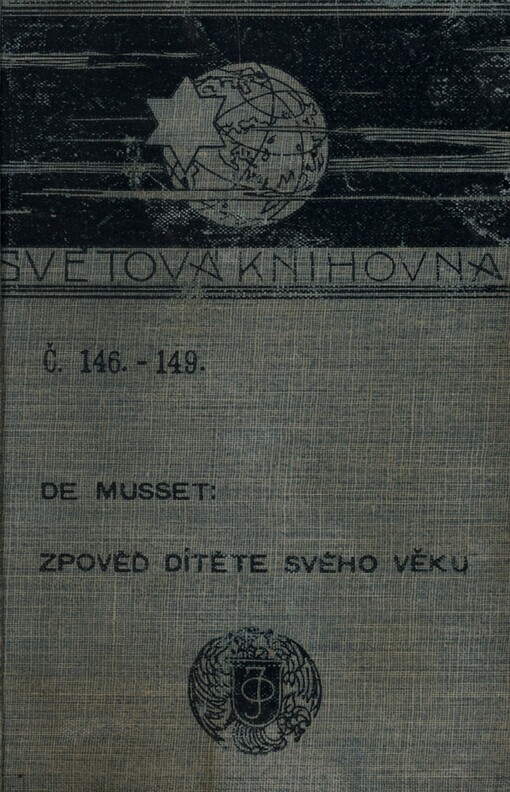 SVĚTOVÁ KNIHOVNA
Č. 146. - 149.
DE MUSSET:
ZPOVĚĎ DÍTĚTE SVÉHO VĚKU